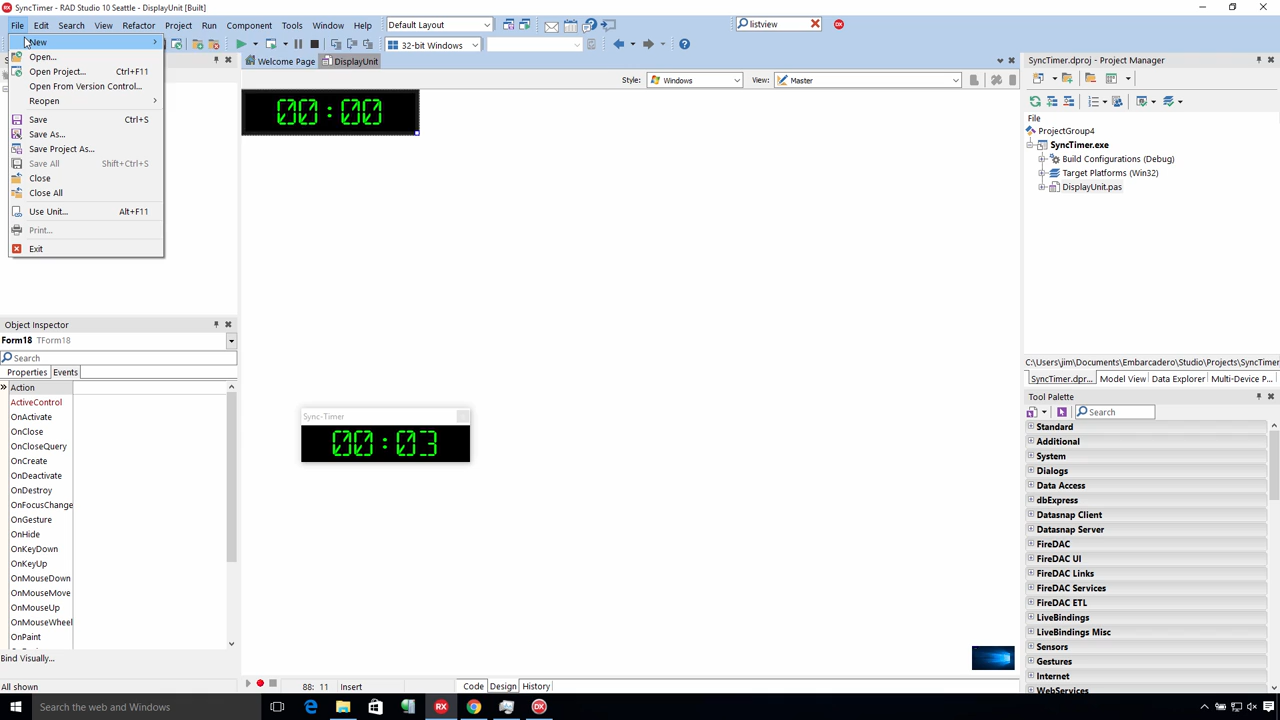 SyncTimer - RAD Studio 10 Seattle - DisplayUnit [Built]
File Edit Search View Refactor Project Run Component Tools Window Help Default Layout listview
32-bit Windows
New
Open...
Open Project... Ctrl+F11
Open From Version Control...
Reopen
Save Ctrl+S
Save As...
Save Project As...
Save All Shift+Ctrl+S
Close
Close All
Use Unit... Alt+F11
Print...
Exit
Welcome Page DisplayUnit
Style: Windows View: Master
00:00
Sync-Timer
00:03
Object Inspector
Form18 TForm18
Search
Properties Events
Action
ActiveControl
OnActivate
OnClose
OnCloseQuery
OnCreate
OnDeactivate
OnDestroy
OnFocusChange
OnGesture
OnHide
OnKeyDown
OnKeyUp
OnMouseDown
OnMouseMove
OnMouseUp
OnMouseWheel
OnPaint
Bind Visually...
All shown
88: 11 Insert Code Design History
SyncTimer.dproj - Project Manager
File
ProjectGroup4
SyncTimer.exe
Build Configurations (Debug)
Target Platforms (Win32)
DisplayUnit.pas
C:\Users\jim\Documents\Embarcadero\Studio\Projects\SyncTimer
SyncTimer.dpr... Model View Data Explorer Multi-Device P...
Tool Palette
Search
Standard
Additional
System
Dialogs
Data Access
dbExpress
Datasnap Client
Datasnap Server
FireDAC
FireDAC UI
FireDAC Links
FireDAC Services
FireDAC ETL
LiveBindings
LiveBindings Misc
Sensors
Gestures
Internet
WebServices
Search the web and Windows
RX
DX